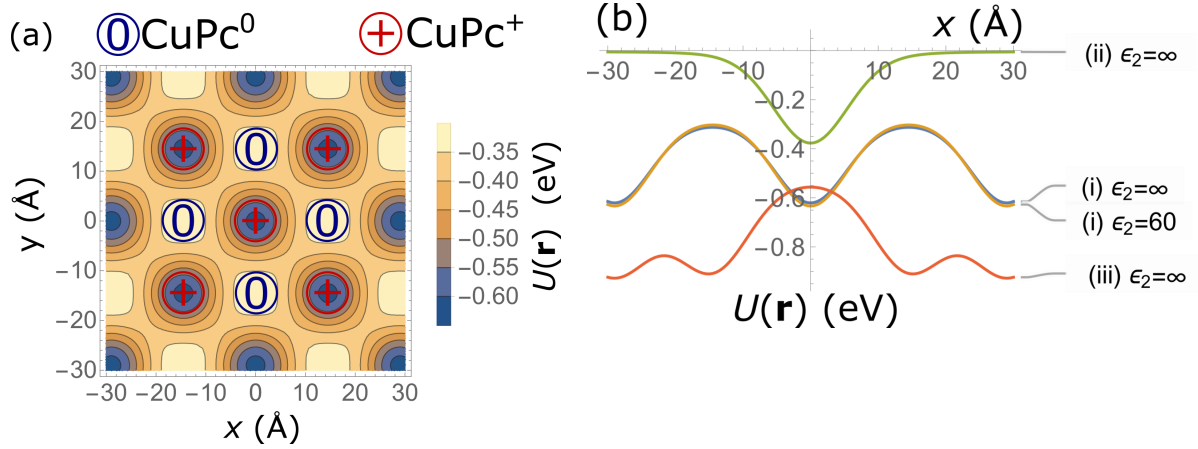 (a) 0 CuPc⁰ + CuPc⁺
30
20
10
0
−10
−20
−30
y (Å)
0
+ +
0 + 0
+ +
0
−30 −20 −10 0 10 20 30
x (Å)
−0.35
−0.40
−0.45
−0.50
−0.55
−0.60
U(r) (eV)
(b)
x (Å)
−30 −20 −10 10 20 30
−0.2
−0.4
−0.6
−0.8
U(r) (eV)
(ii) ϵ₂=∞
(i) ϵ₂=∞
(i) ϵ₂=60
(iii) ϵ₂=∞